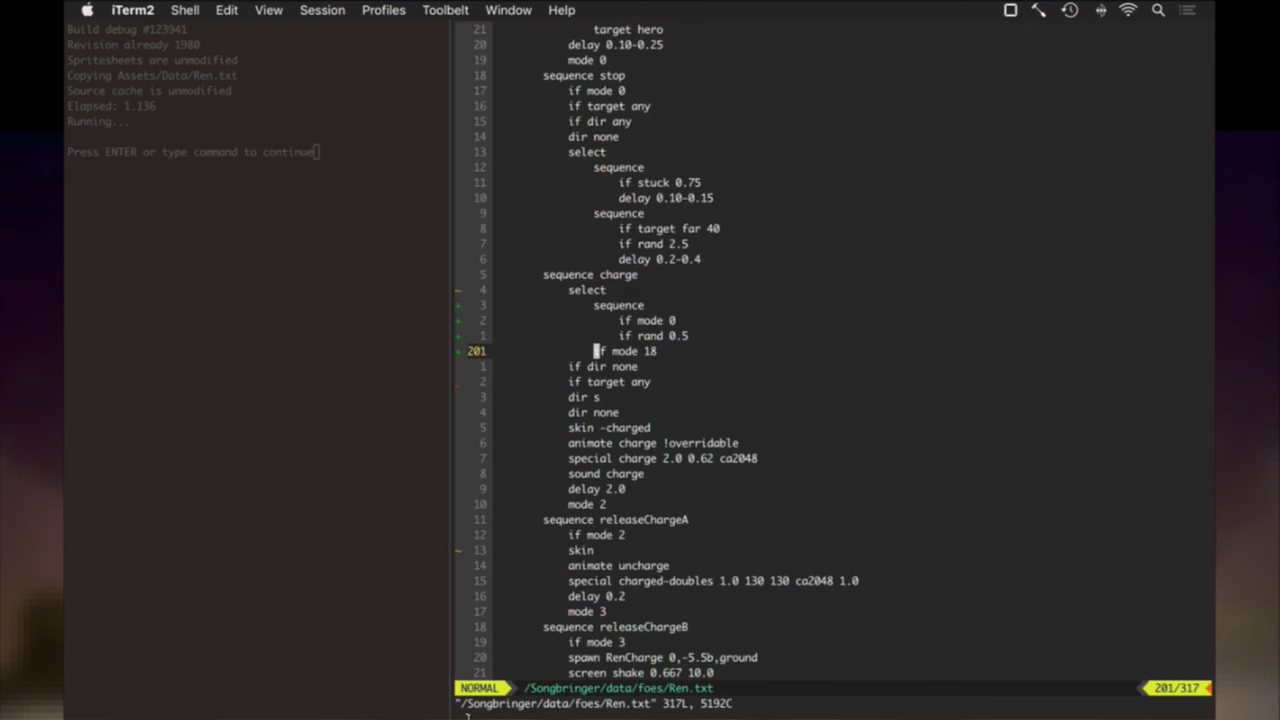 iTerm2 Shell Edit View Session Profiles Toolbelt Window Help
Build debug #123941
Revision already 1980
Spritesheets are unmodified
Copying Assets/Data/Ren.txt
Source cache is unmodified
Elapsed: 1.136
Running...
Press ENTER or type command to continue
21 target hero
20 delay 0.10-0.25
19 mode 0
18 sequence stop
17 if mode 0
16 if target any
15 if dir any
14 dir none
13 select
12 sequence
11 if stuck 0.75
10 delay 0.10-0.15
9 sequence
8 if target far 40
7 if rand 2.5
6 delay 0.2-0.4
5 sequence charge
~ 4 select
+ 3 sequence
+ 2 if mode 0
+ 1 if rand 0.5
+ 201 if mode 18
1 if dir none
_ 2 if target any
3 dir s
4 dir none
5 skin -charged
6 animate charge !overridable
7 special charge 2.0 0.62 ca2048
8 sound charge
9 delay 2.0
10 mode 2
11 sequence releaseChargeA
12 if mode 2
~ 13 skin
14 animate uncharge
15 special charged-doubles 1.0 130 130 ca2048 1.0
16 delay 0.2
17 mode 3
18 sequence releaseChargeB
19 if mode 3
20 spawn RenCharge 0,-5.5b,ground
21 screen shake 0.667 10.0
NORMAL /Songbringer/data/foes/Ren.txt 201/317
"/Songbringer/data/foes/Ren.txt" 317L, 5192C